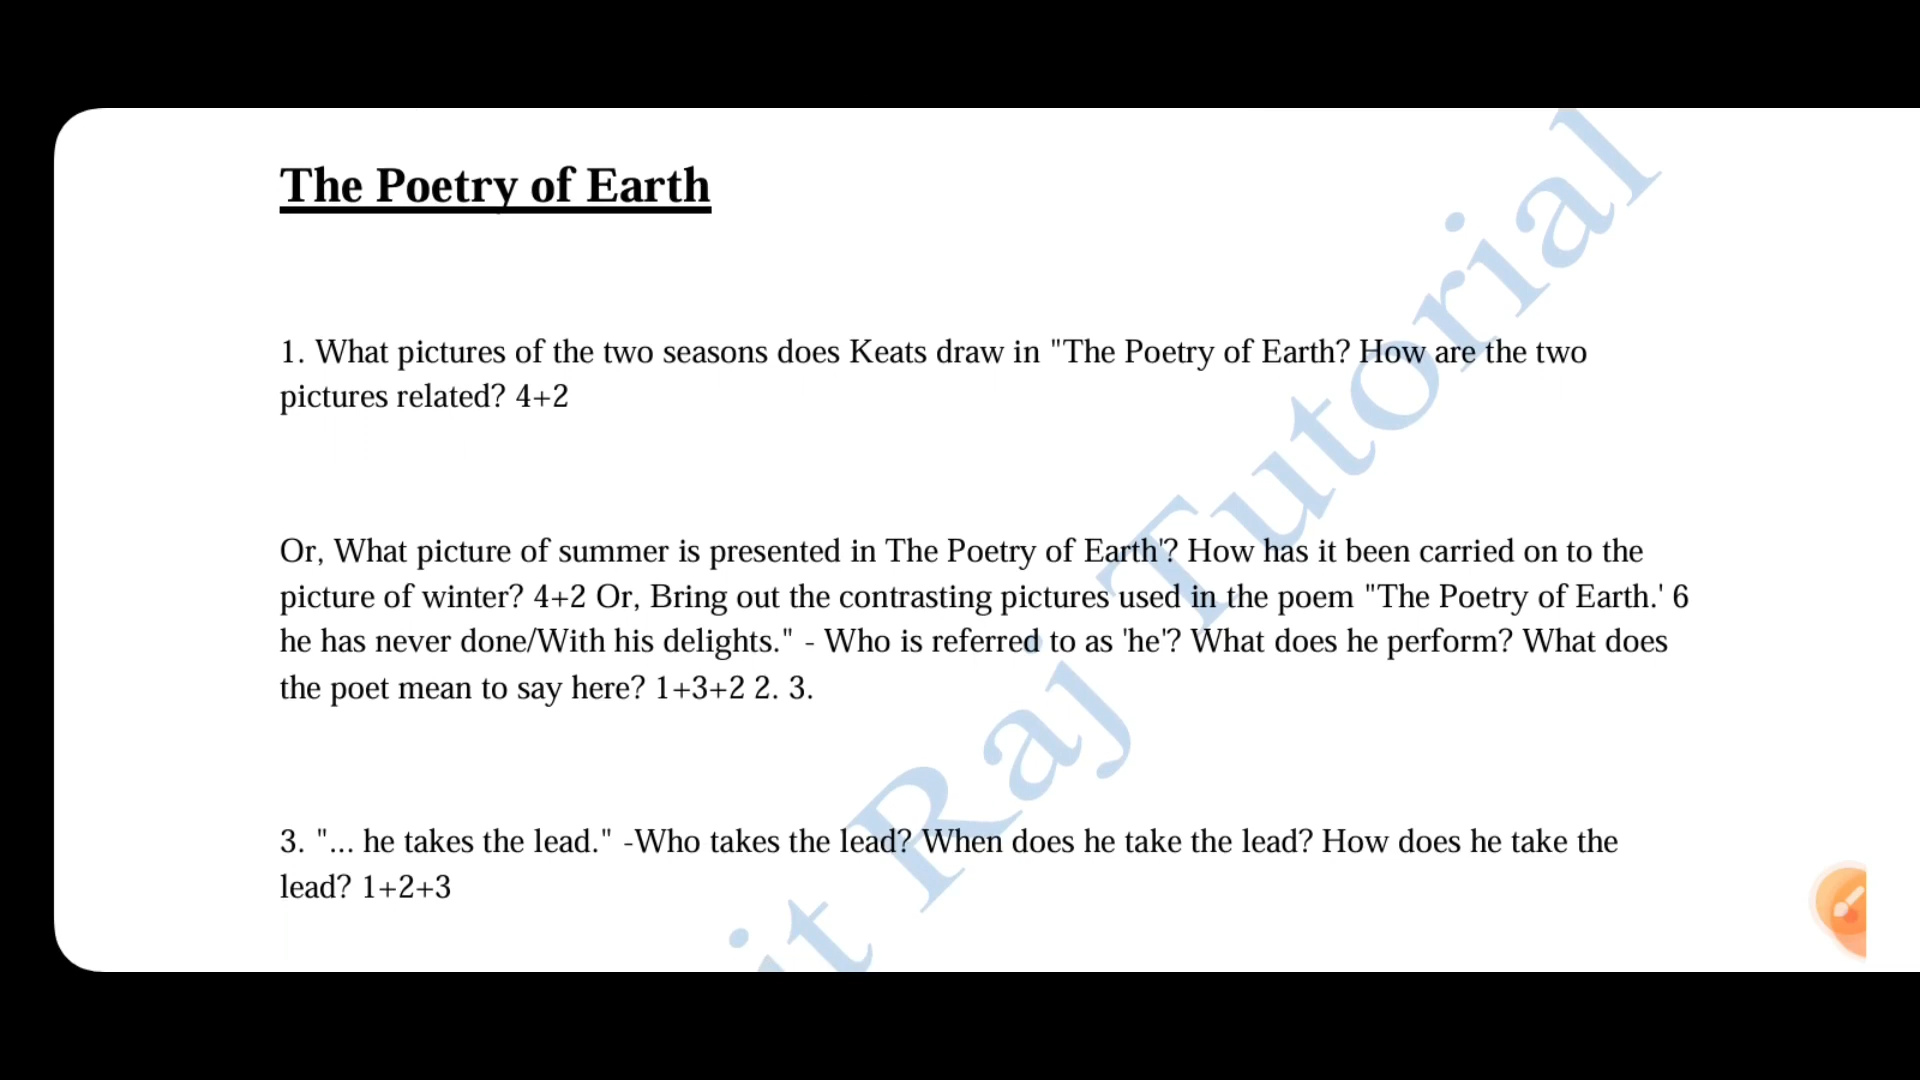 The Poetry of Earth
1. What pictures of the two seasons does Keats draw in "The Poetry of Earth? How are the two
pictures related? 4+2
Or, What picture of summer is presented in The Poetry of Earth'? How has it been carried on to the
picture of winter? 4+2 Or, Bring out the contrasting pictures used in the poem "The Poetry of Earth.' 6
he has never done/With his delights." - Who is referred to as 'he'? What does he perform? What does
the poet mean to say here? 1+3+2 2. 3.
3. "... he takes the lead." -Who takes the lead? When does he take the lead? How does he take the
lead? 1+2+3
it Raj Tutorial